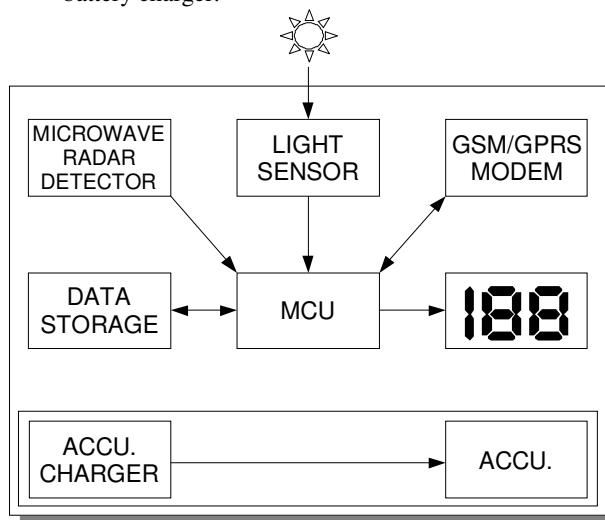 battery charger.
MICROWAVE
RADAR
DETECTOR
LIGHT
SENSOR
GSM/GPRS
MODEM
DATA
STORAGE
MCU
188
ACCU.
CHARGER
ACCU.